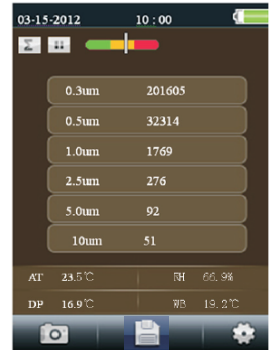 03-15-2012 10:00
Σ
0.3um 201605
0.5um 32314
1.0um 1769
2.5um 276
5.0um 92
10um 51
AT 23.5℃ RH 66.9%
DP 16.9℃ WB 19.2℃